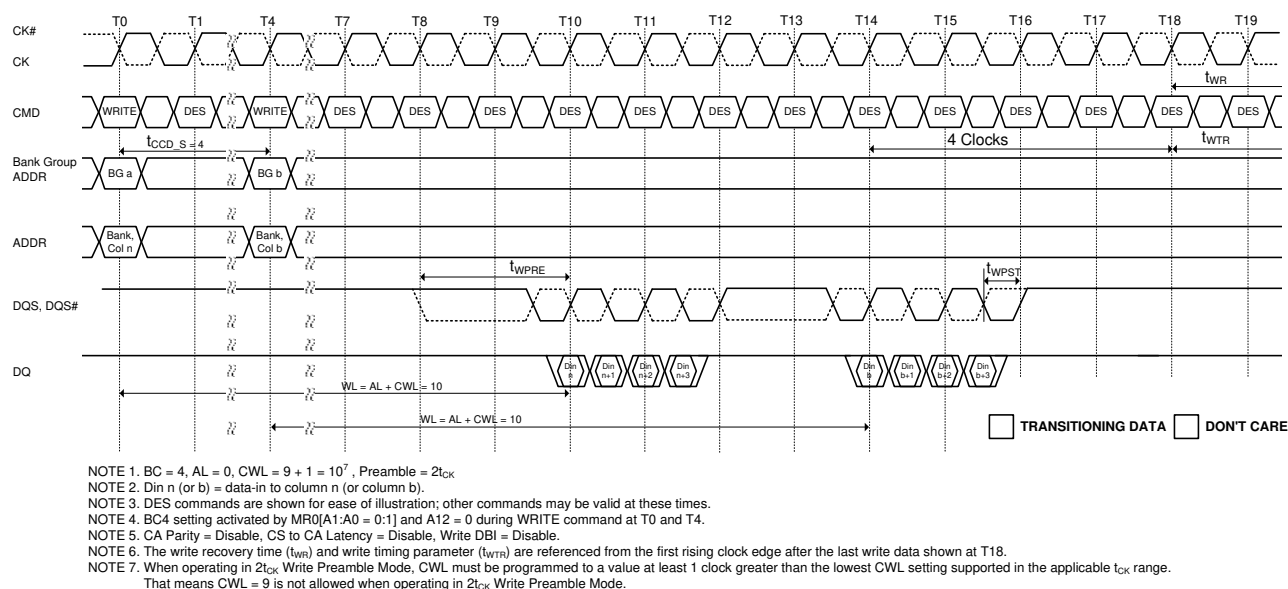 T0 T1 T4 T7 T8 T9 T10 T11 T12 T13 T14 T15 T16 T17 T18 T19
CK#
CK
tWR
CMD WRITE DES WRITE DES DES DES DES DES DES DES DES DES DES DES DES DES
tCCD_S = 4
4 Clocks
tWTR
Bank Group
ADDR
BG a BG b
ADDR
Bank, Col n
Bank, Col b
tWPRE
tWPST
DQS, DQS#
DQ
Din n
Din n+1
Din n+2
Din n+3
Din b
Din b+1
Din b+2
Din b+3
WL = AL + CWL = 10
WL = AL + CWL = 10
TRANSITIONING DATA DON'T CARE
NOTE 1. BC = 4, AL = 0, CWL = 9 + 1 = 10⁷ , Preamble = 2tCK
NOTE 2. Din n (or b) = data-in to column n (or column b).
NOTE 3. DES commands are shown for ease of illustration; other commands may be valid at these times.
NOTE 4. BC4 setting activated by MR0[A1:A0 = 0:1] and A12 = 0 during WRITE command at T0 and T4.
NOTE 5. CA Parity = Disable, CS to CA Latency = Disable, Write DBI = Disable.
NOTE 6. The write recovery time (tWR) and write timing parameter (tWTR) are referenced from the first rising clock edge after the last write data shown at T18.
NOTE 7. When operating in 2tCK Write Preamble Mode, CWL must be programmed to a value at least 1 clock greater than the lowest CWL setting supported in the applicable tCK range.
That means CWL = 9 is not allowed when operating in 2tCK Write Preamble Mode.